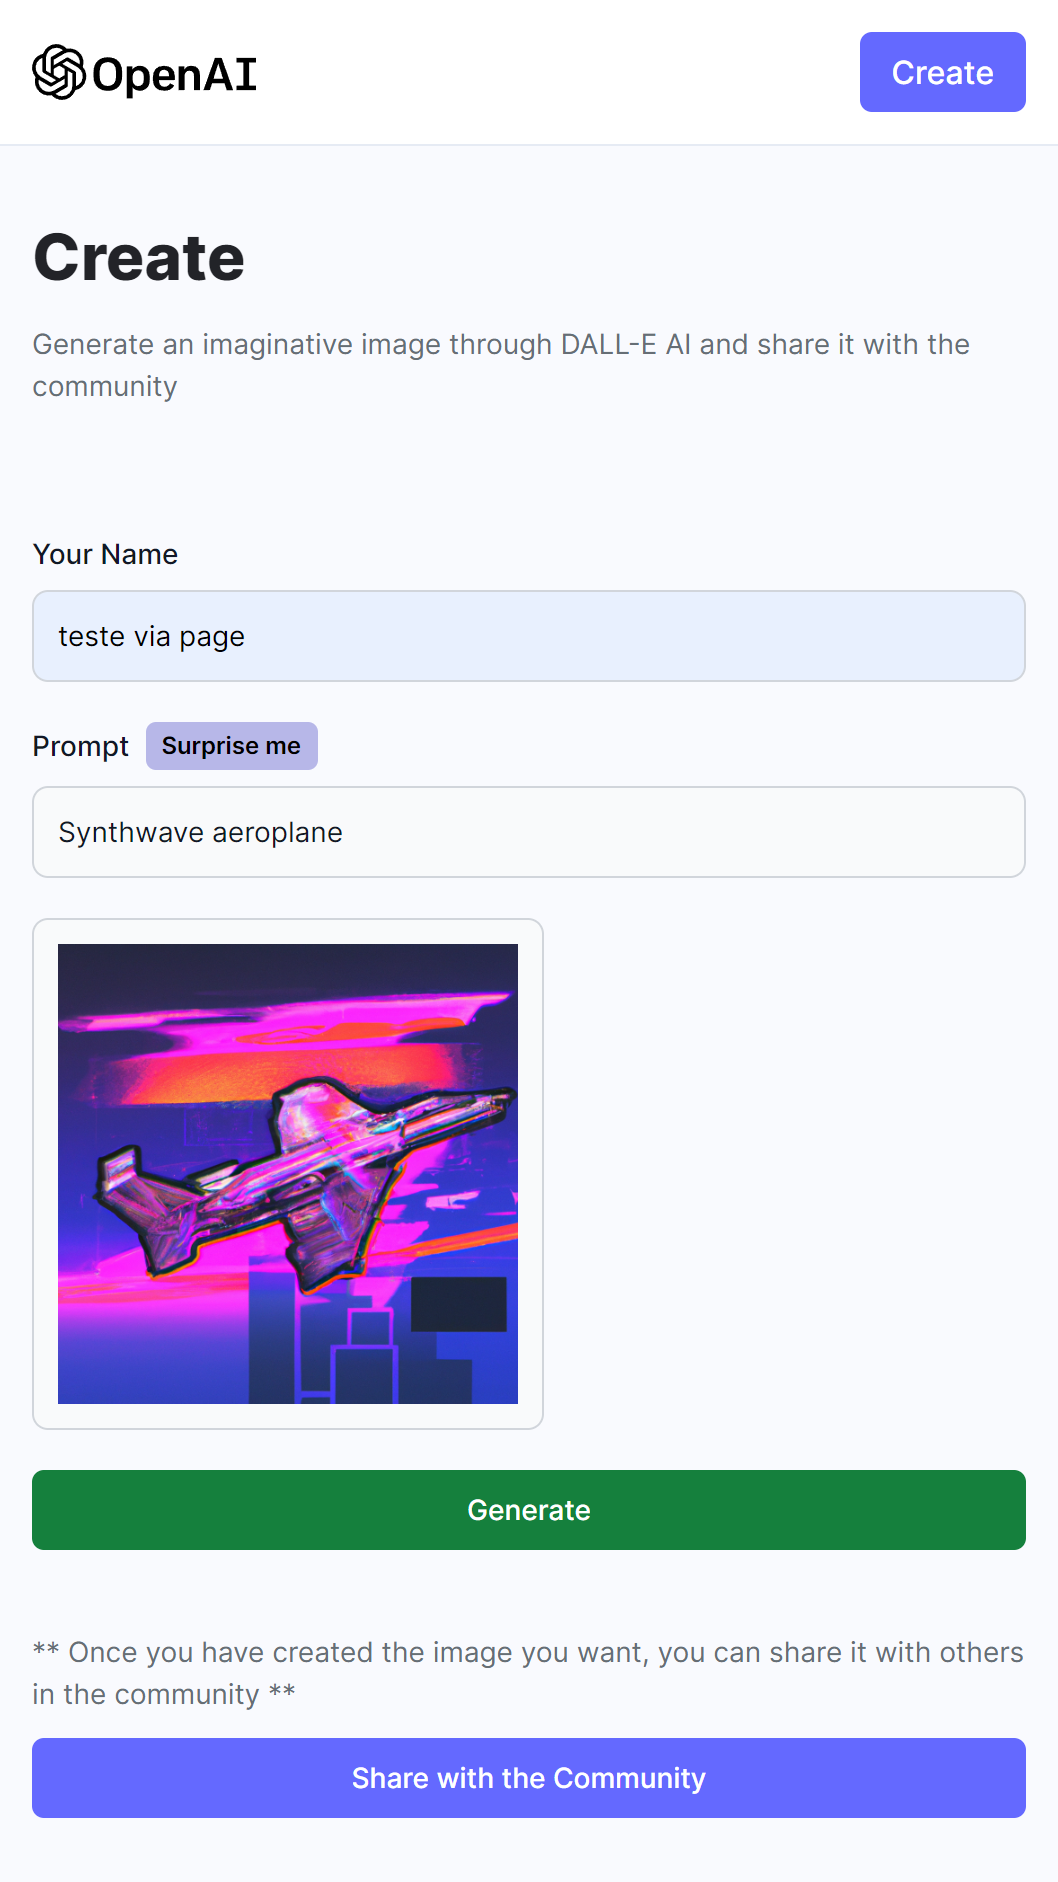 OpenAI
Create
Create
Generate an imaginative image through DALL-E AI and share it with the
community
Your Name
teste via page
Prompt
Surprise me
Synthwave aeroplane
Generate
** Once you have created the image you want, you can share it with others
in the community **
Share with the Community